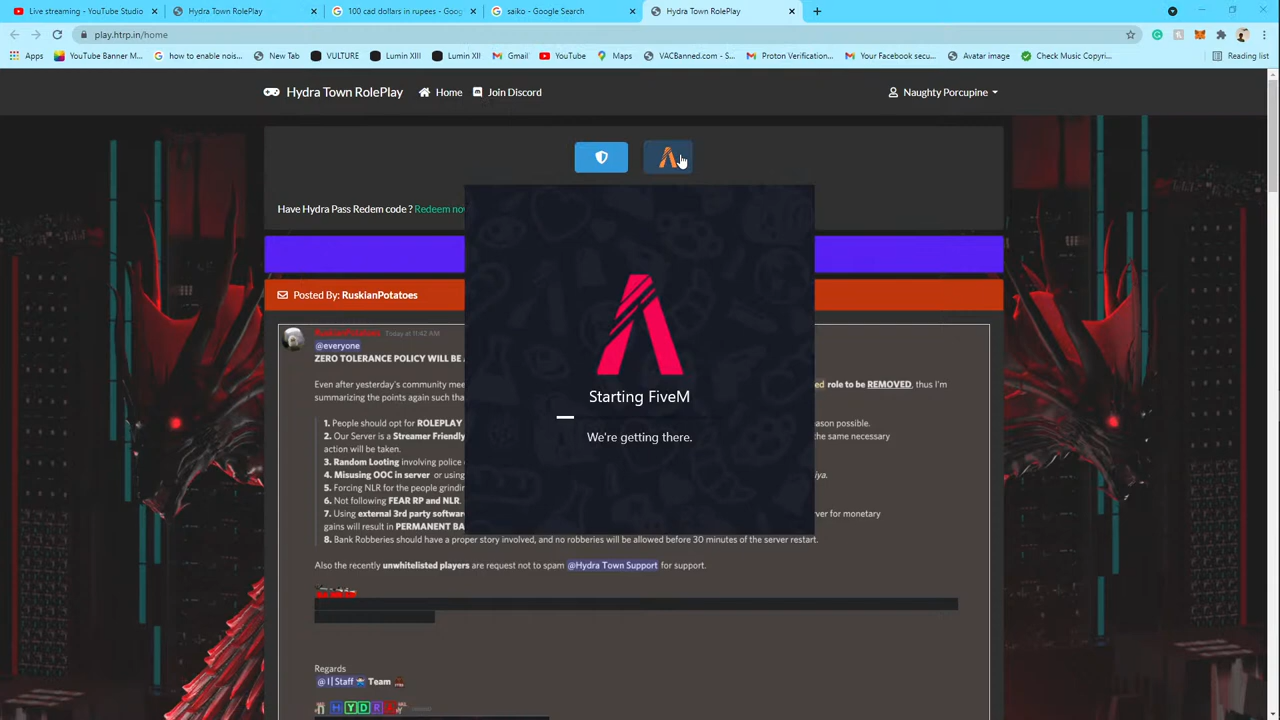 Live streaming - YouTube Studio
Hydra Town RolePlay
100 cad dollars in rupees - Goog
saiko - Google Search
Hydra Town RolePlay
play.htrp.in/home
Apps
YouTube Banner M...
how to enable nois...
New Tab
VULTURE
Lumin XIII
Lumin XII
Gmail
YouTube
Maps
VACBanned.com - S...
Proton Verification...
Your Facebook secu...
Avatar image
Check Music Copyri...
Reading list
Hydra Town RolePlay
Home
Join Discord
Naughty Porcupine
Have Hydra Pass Redem code ? Redeem no
Posted By: RuskianPotatoes
RuskianPotatoes Today at 11:42 AM
@everyone
ZERO TOLERANCE POLICY WILL BE
Even after yesterday's community mee
role to be REMOVED, thus I'm
summarizing the points again such tha
1. People should opt for ROLEPLAY
ason possible.
2. Our Server is a Streamer Friendly
the same necessary
action will be taken.
3. Random Looting involving police
4. Misusing OOC in server or using
iya.
5. Forcing NLR for the people grindin
6. Not following FEAR RP and NLR.
7. Using external 3rd party softwar
ver for monetary
gains will result in PERMANENT BA
8. Bank Robberies should have a proper story involved, and no robberies will be allowed before 30 minutes of the server restart.
Also the recently unwhitelisted players are request not to spam @Hydra Town Support for support.
Regards
@ I | Staff Team
HYDR
Starting FiveM
We're getting there.